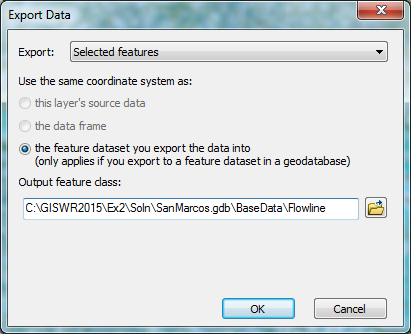 Export Data
Export: Selected features
Use the same coordinate system as:
this layer's source data
the data frame
the feature dataset you export the data into
(only applies if you export to a feature dataset in a geodatabase)
Output feature class:
C:\GISWR2015\Ex2\Soln\SanMarcos.gdb\BaseData\Flowline
OK Cancel